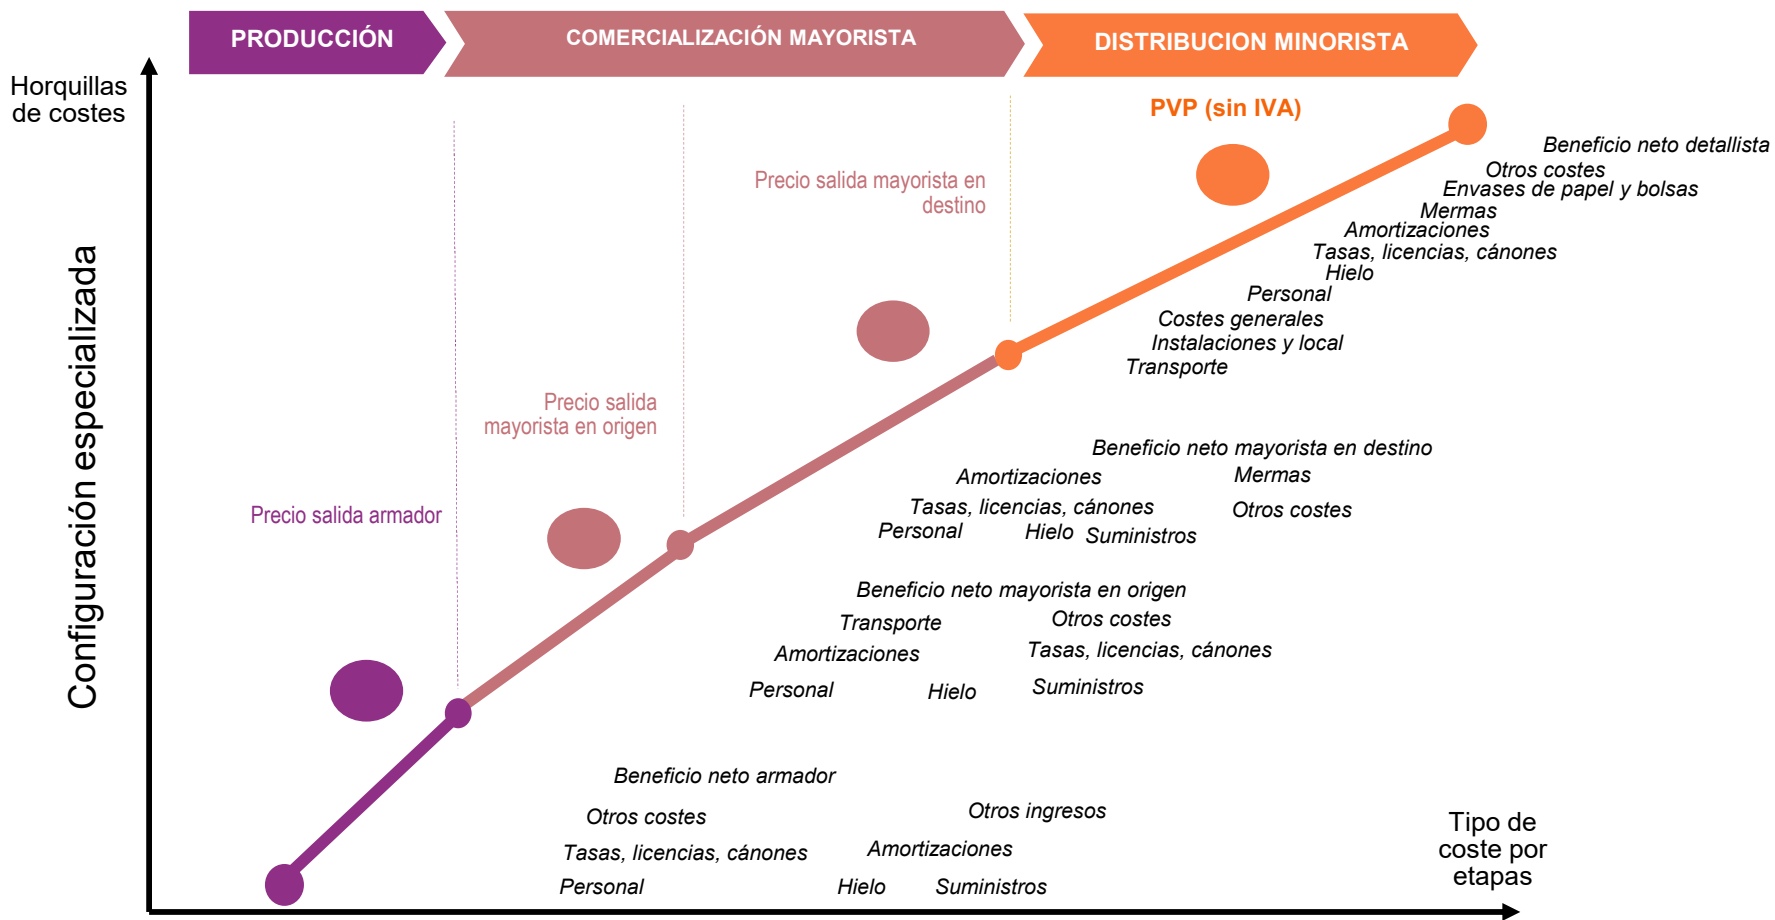 PRODUCCIÓN
COMERCIALIZACIÓN MAYORISTA
DISTRIBUCION MINORISTA
Horquillas
de costes
Configuración especializada
PVP (sin IVA)
Precio salida mayorista en
destino
Precio salida
mayorista en origen
Precio salida armador
Beneficio neto detallista
Otros costes
Envases de papel y bolsas
Mermas
Amortizaciones
Tasas, licencias, cánones
Hielo
Personal
Costes generales
Instalaciones y local
Transporte
Beneficio neto mayorista en destino
Amortizaciones
Mermas
Tasas, licencias, cánones
Otros costes
Personal
Hielo
Suministros
Beneficio neto mayorista en origen
Transporte
Otros costes
Amortizaciones
Tasas, licencias, cánones
Personal
Hielo
Suministros
Beneficio neto armador
Otros costes
Otros ingresos
Tasas, licencias, cánones
Amortizaciones
Personal
Hielo
Suministros
Tipo de
coste por
etapas